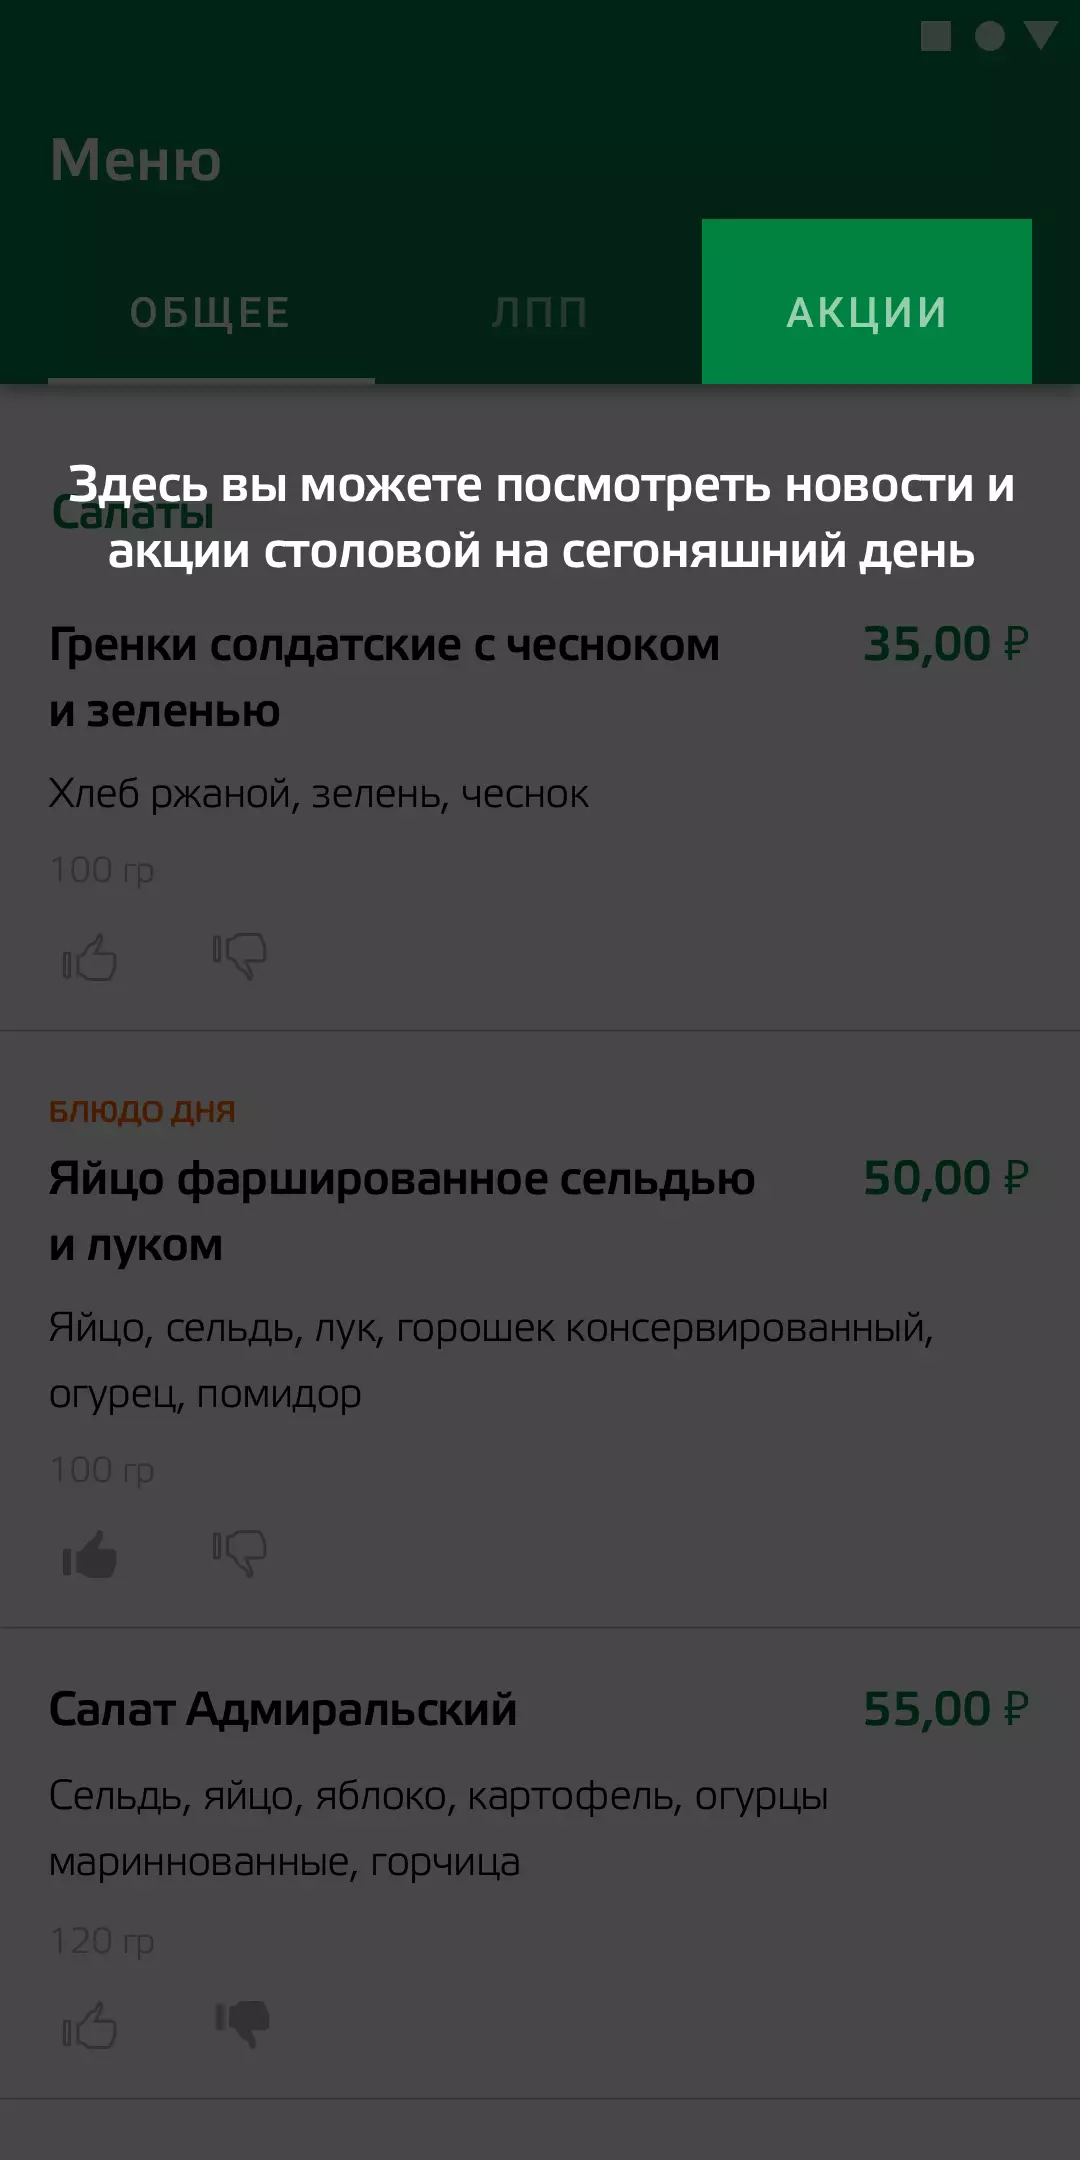 Меню
ОБЩЕЕ ЛПП АКЦИИ
Здесь вы можете посмотреть новости и
Салаты
акции столовой на сегоняшний день
Гренки солдатские с чесноком 35,00 ₽
и зеленью
Хлеб ржаной, зелень, чеснок
100 гр
БЛЮДО ДНЯ
Яйцо фаршированное сельдью 50,00 ₽
и луком
Яйцо, сельдь, лук, горошек консервированный,
огурец, помидор
100 гр
Салат Адмиральский 55,00 ₽
Сельдь, яйцо, яблоко, картофель, огурцы
мариннованные, горчица
120 гр